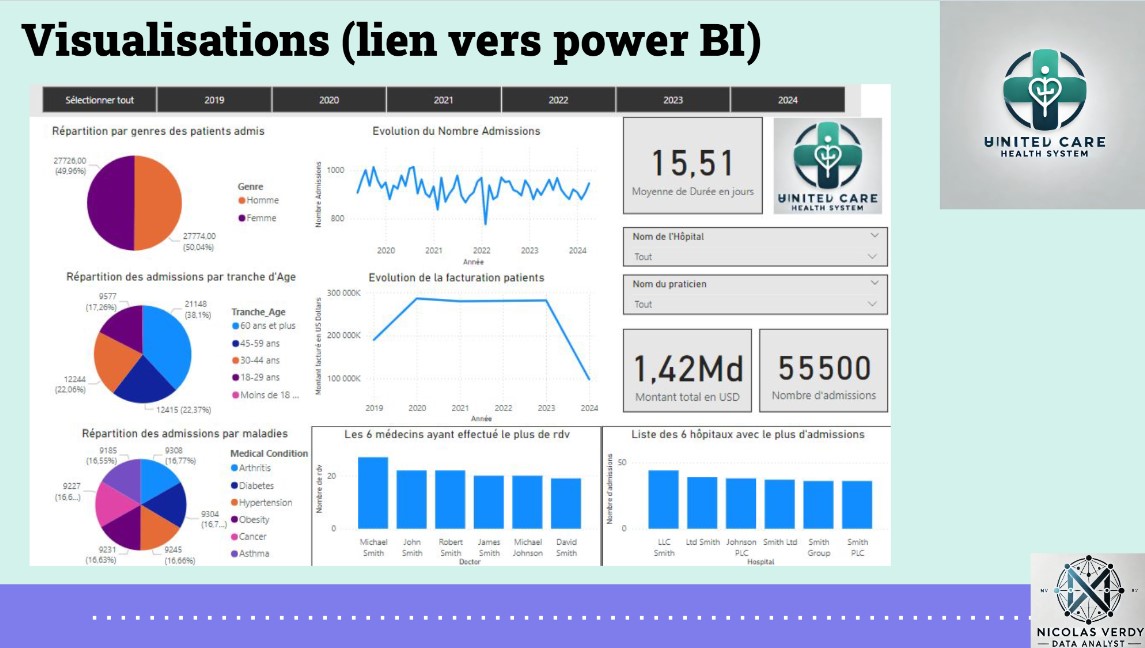 Visualisations (lien vers power BI)
UNITED CARE
HEALTH SYSTEM
Sélectionner tout
2019
2020
2021
2022
2023
2024
Répartition par genres des patients admis
27726.00
(49,96%)
27774.00
(50.04%)
Genre
Homme
Femme
Evolution du Nombre Admissions
Nombre Admissions
1000
800
2020
2021
2022
2023
2024
Année
15,51
Moyenne de Durée en jours
UNITED CARE
HEALTH SYSTEM
Nom de l'Hôpital
Tout
Nom du praticien
Tout
Répartition des admissions par tranche d'Age
9577
(17,26%)
21148
(38.1%)
12244
(22.06%)
12415 (22.37%)
Tranche_Age
60 ans et plus
45-59 ans
30-44 ans
18-29 ans
Moins de 18 ...
Evolution de la facturation patients
Montant facturé en US Dollars
300 000K
200 000K
100 000K
2019
2020
2021
2022
2023
2024
Année
1,42Md
Montant total en USD
55500
Nombre d'admissions
Répartition des admissions par maladies
9185
(16,55%)
9308
(16,77%)
9227
(16,6...)
9304
(16,7...)
9231
(16,63%)
9245
(16,66%)
Medical Condition
Arthritis
Diabetes
Hypertension
Obesity
Cancer
Asthma
Les 6 médecins ayant effectué le plus de rdv
Nombre de rdv
20
0
Michael Smith
John Smith
Robert Smith
James Smith
Michael Johnson
David Smith
Doctor
Liste des 6 hôpitaux avec le plus d'admissions
Nombre d'admissions
50
0
LLC Smith
Ltd Smith
Johnson PLC
Smith Ltd
Smith Group
Smith PLC
Hospital
NICOLAS VERDY
DATA ANALYST